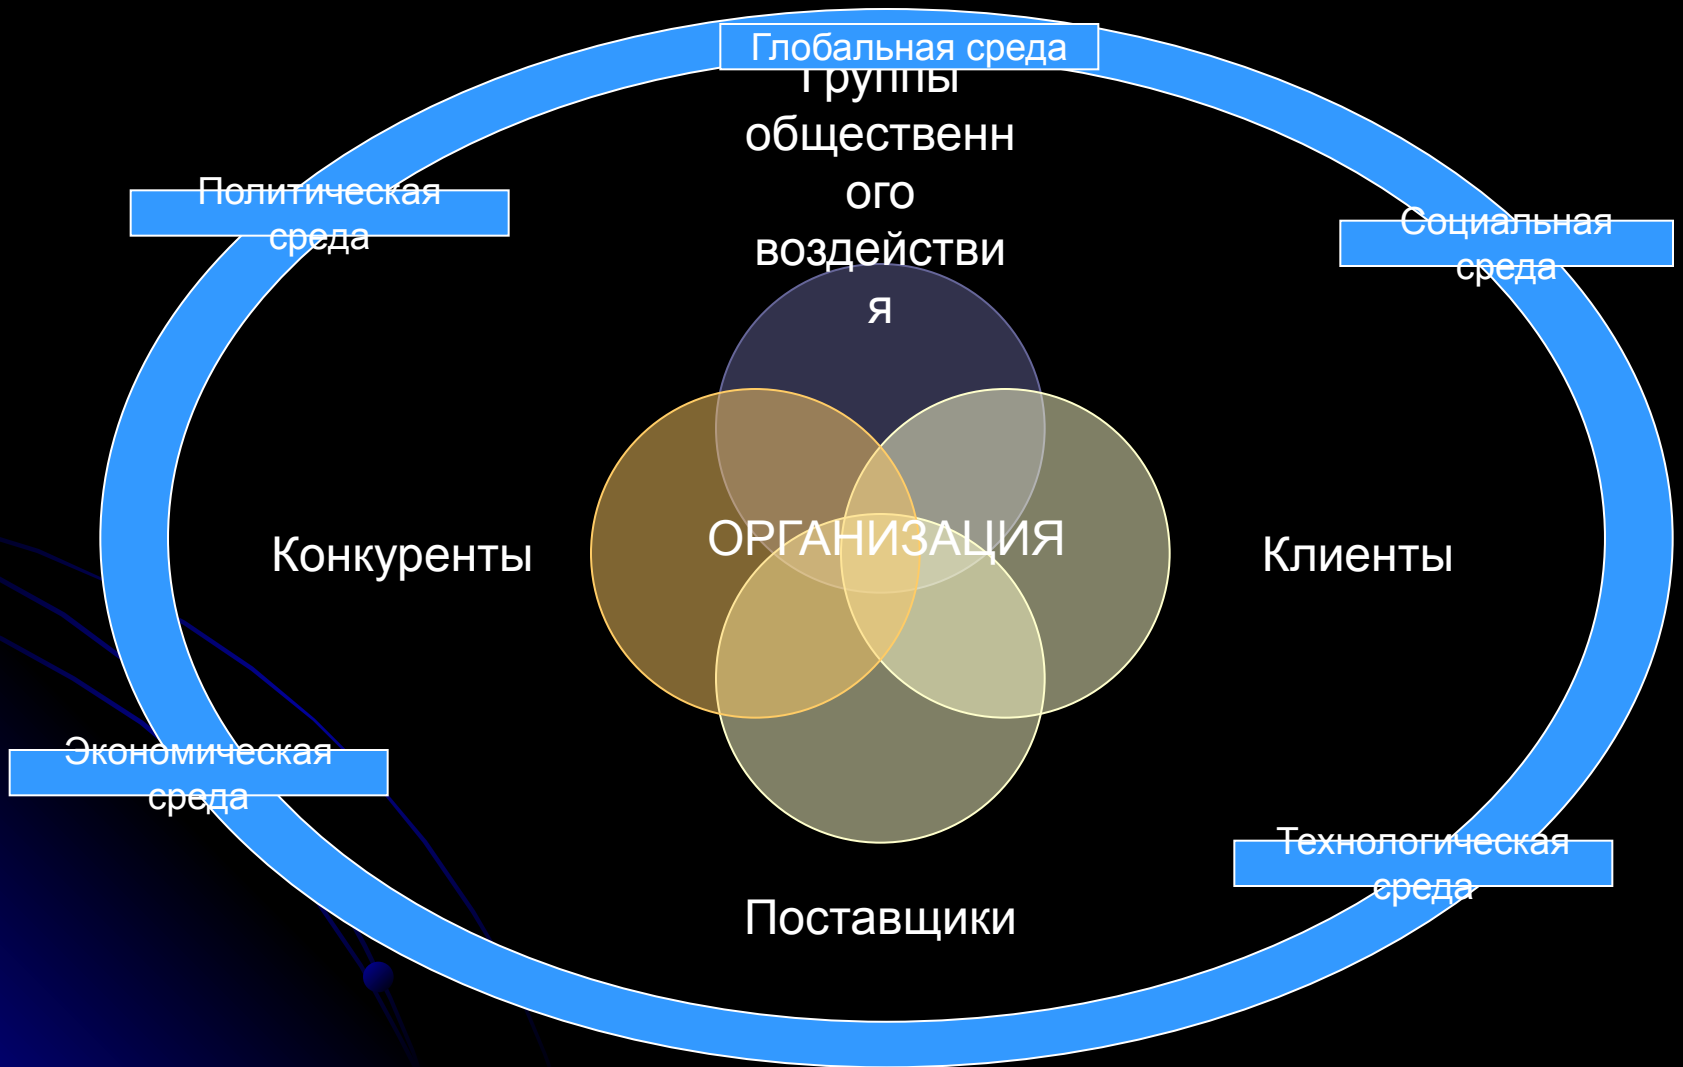 Глобальная среда
Группы
общественн
ого
воздействи
я
Политическая
среда
Социальная
среда
Конкуренты
ОРГАНИЗАЦИЯ
Клиенты
Экономическая
среда
Технологическая
среда
Поставщики